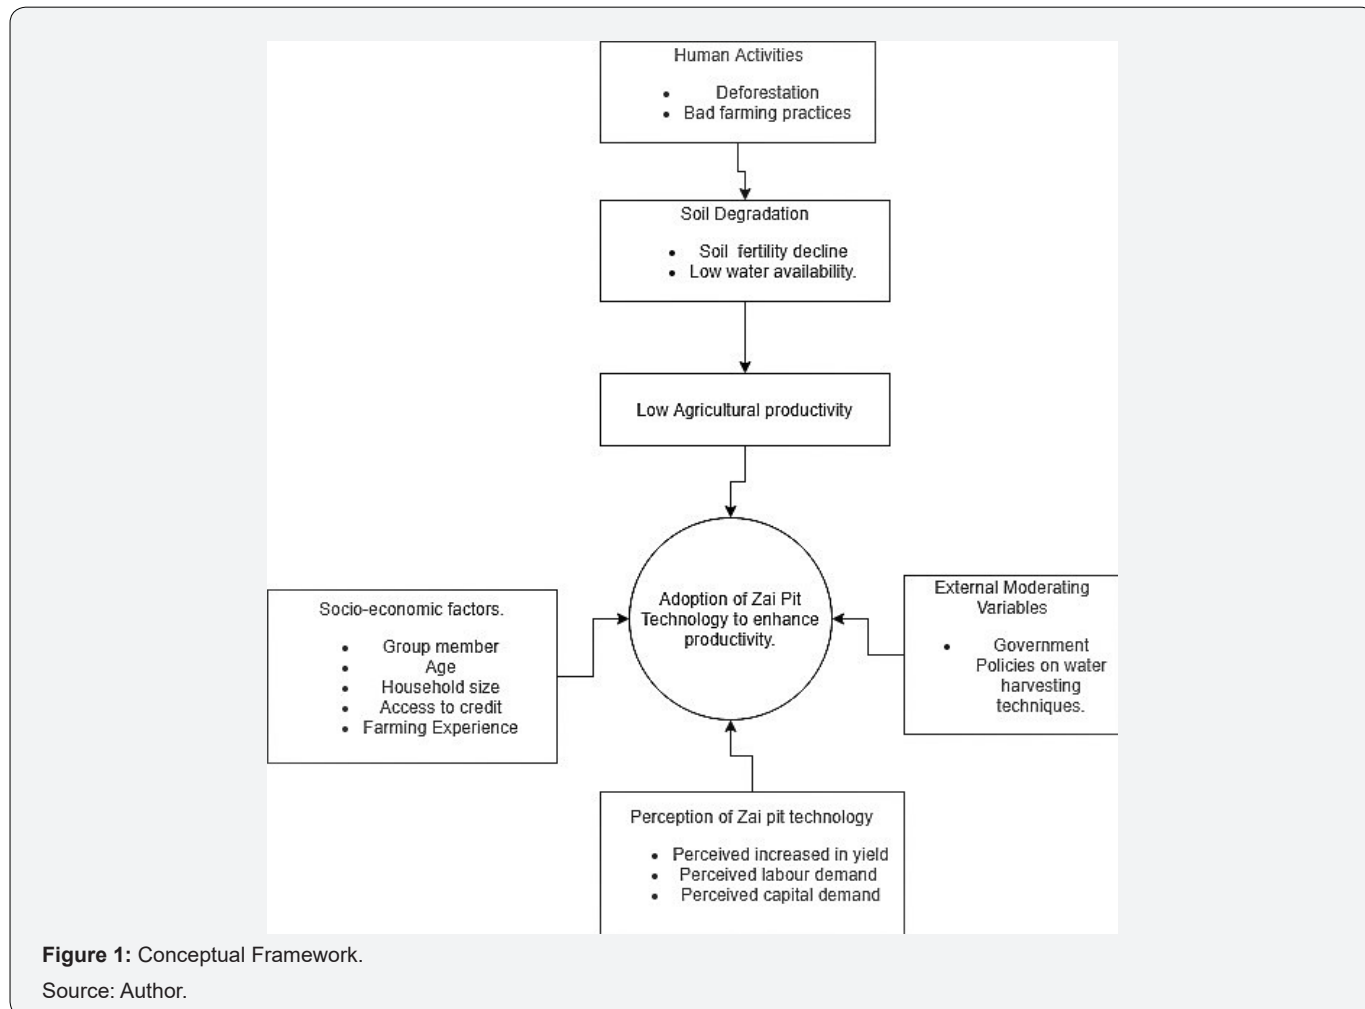 Human Activities
• Deforestation
• Bad farming practices
Soil Degradation
• Soil fertility decline
• Low water availability.
Low Agricultural productivity
Adoption of Zai Pit
Technology to enhance
productivity.
Socio-economic factors.
• Group member
• Age
• Household size
• Access to credit
• Farming Experience
External Moderating
Variables
• Government
Policies on water
harvesting
techniques.
Perception of Zai pit technology
• Perceived increased in yield
• Perceived labour demand
• Perceived capital demand
Figure 1: Conceptual Framework.
Source: Author.